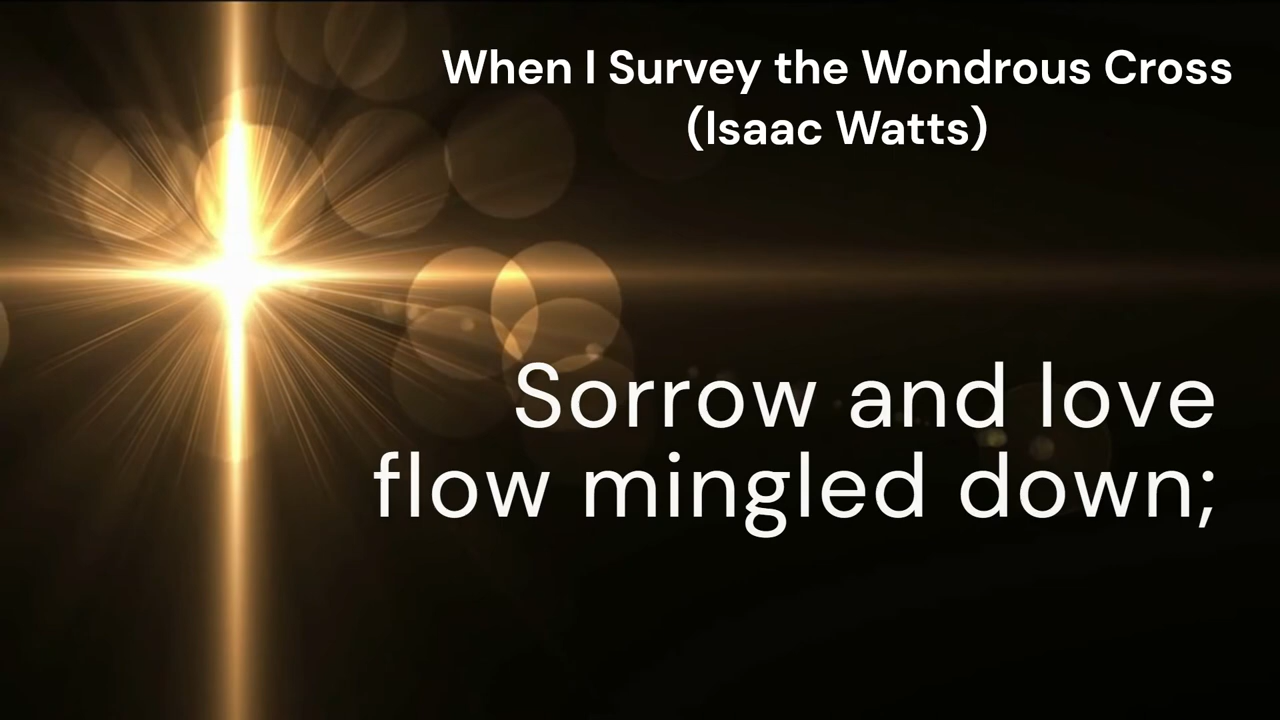 When I Survey the Wondrous Cross
(Isaac Watts)
Sorrow and love
flow mingled down;